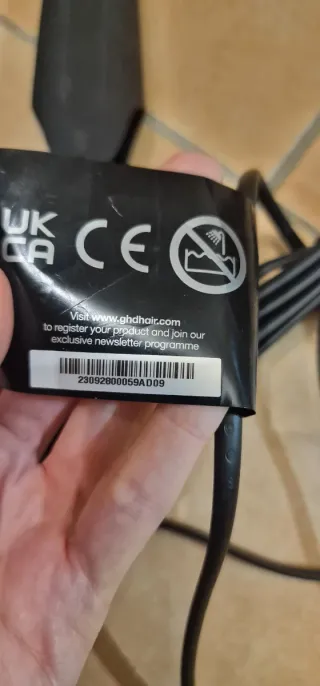 UK
CA CE
Visit www.ghdhair.com
to register your product and join our
exclusive newsletter programme
23092800059AD09